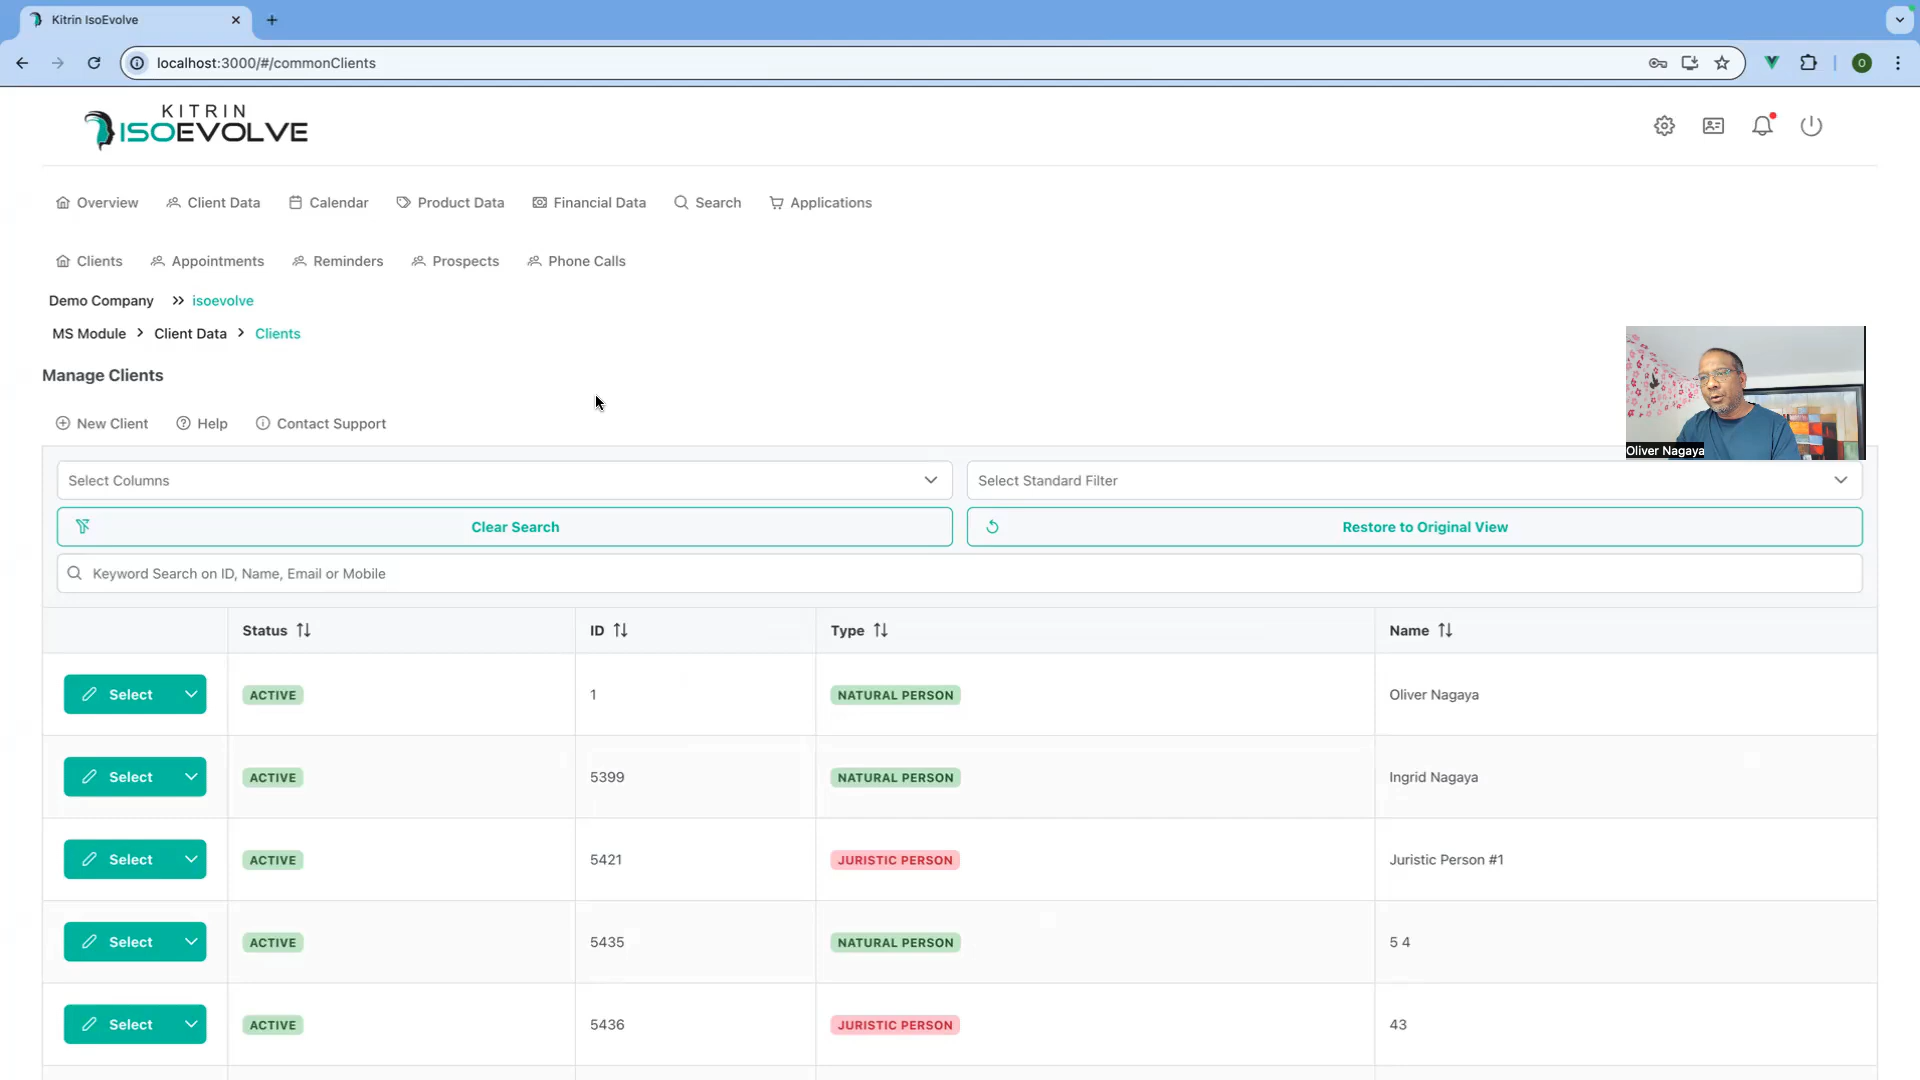 Kitrin IsoEvolve
localhost:3000/#/commonClients
O
KITRIN
ISOEVOLVE
Overview Client Data Calendar Product Data Financial Data Search Applications
Clients Appointments Reminders Prospects Phone Calls
Demo Company >> isoevolve
MS Module > Client Data > Clients
Manage Clients
New Client Help Contact Support
Oliver Nagaya
Select Columns Select Standard Filter
Clear Search Restore to Original View
Keyword Search on ID, Name, Email or Mobile
Status ID Type Name
Select ACTIVE 1 NATURAL PERSON Oliver Nagaya
Select ACTIVE 5399 NATURAL PERSON Ingrid Nagaya
Select ACTIVE 5421 JURISTIC PERSON Juristic Person #1
Select ACTIVE 5435 NATURAL PERSON 5 4
Select ACTIVE 5436 JURISTIC PERSON 43